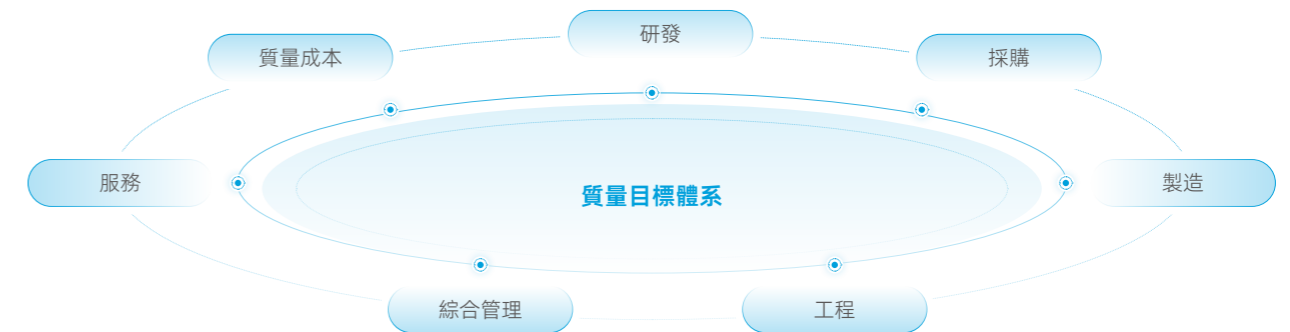 研發
質量成本
採購
服務
製造
質量目標體系
綜合管理
工程